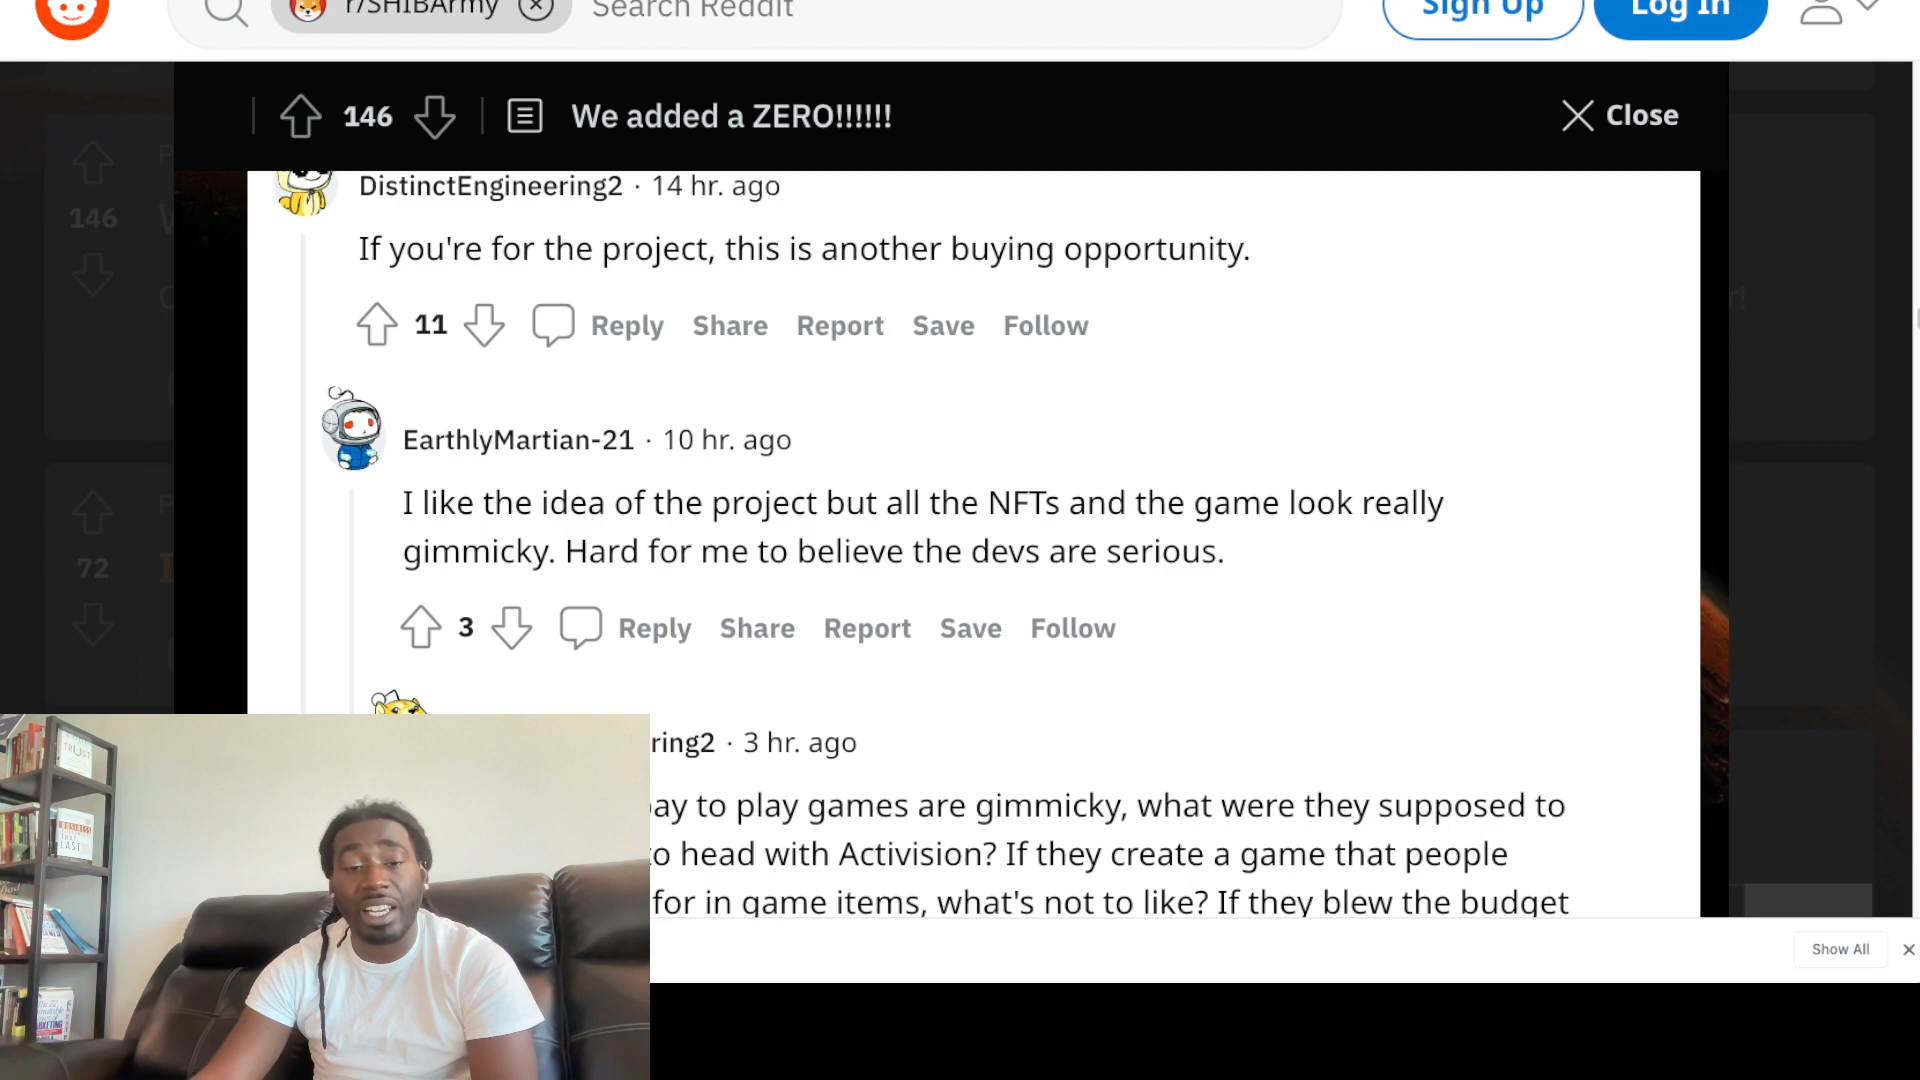 r/SHIBArmy
Search Reddit
Sign Up
Log In
146
We added a ZERO!!!!!!
Close
DistinctEngineering2 · 14 hr. ago
If you're for the project, this is another buying opportunity.
11
Reply
Share
Report
Save
Follow
EarthlyMartian-21 · 10 hr. ago
I like the idea of the project but all the NFTs and the game look really
gimmicky. Hard for me to believe the devs are serious.
3
Reply
Share
Report
Save
Follow
ring2 · 3 hr. ago
ay to play games are gimmicky, what were they supposed to
o head with Activision? If they create a game that people
for in game items, what's not to like? If they blew the budget
146
72
Show All
TRUST
BUSINESS
THAT
LAST